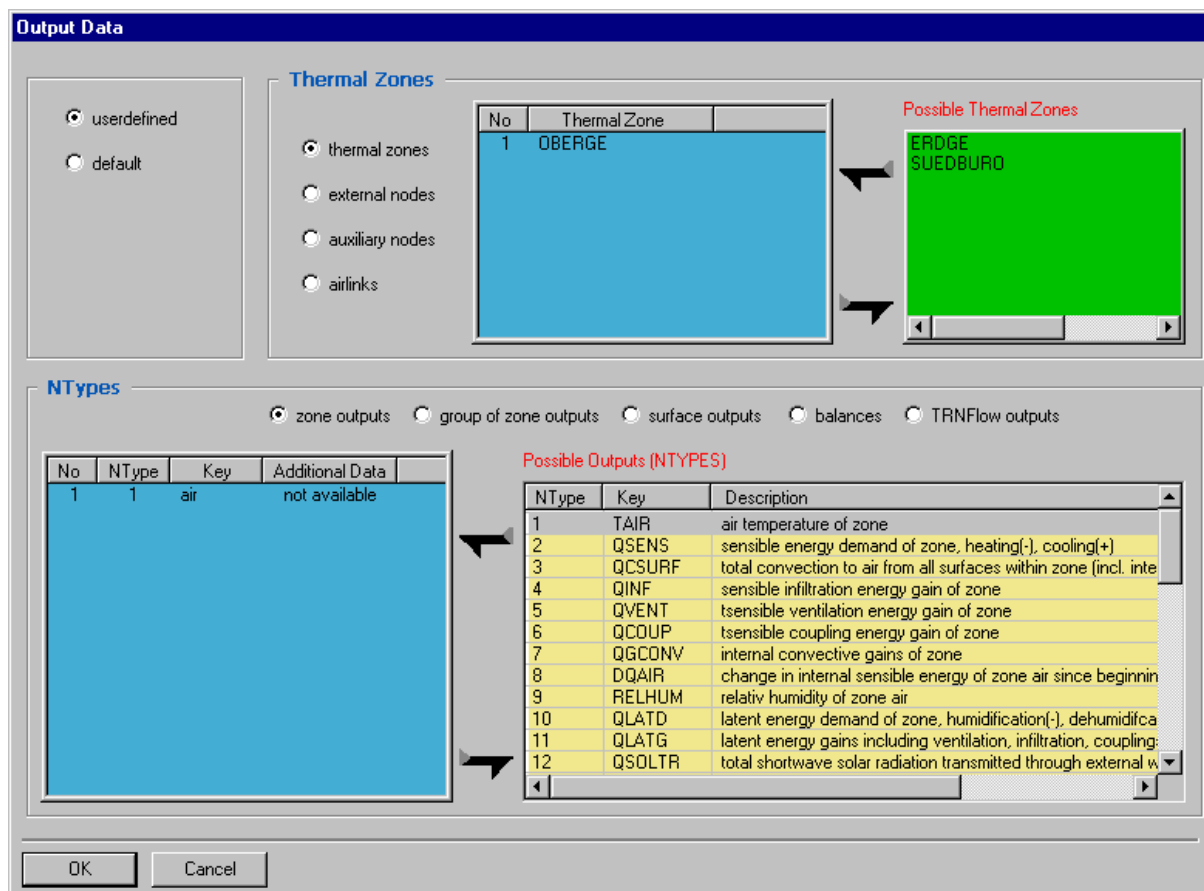 Output Data
userdefined
default
Thermal Zones
thermal zones
external nodes
auxiliary nodes
airlinks
No Thermal Zone
1 OBERGE
Possible Thermal Zones
ERDGE
SUEDBURO
NTypes
zone outputs group of zone outputs surface outputs balances TRNFlow outputs
No NType Key Additional Data
1 1 air not available
Possible Outputs (NTYPES)
NType Key Description
1 TAIR air temperature of zone
2 QSENS sensible energy demand of zone, heating(-), cooling(+)
3 QCSURF total convection to air from all surfaces within zone (incl. inte
4 QINF sensible infiltration energy gain of zone
5 QVENT tsensible ventilation energy gain of zone
6 QCOUP tsensible coupling energy gain of zone
7 QGCONV internal convective gains of zone
8 DQAIR change in internal sensible energy of zone air since beginnin
9 RELHUM relativ humidity of zone air
10 QLATD latent energy demand of zone, humidification(-), dehumidifca
11 QLATG latent energy gains including ventilation, infiltration, couplings
12 QSOLTR total shortwave solar radiation transmitted through external w
OK Cancel